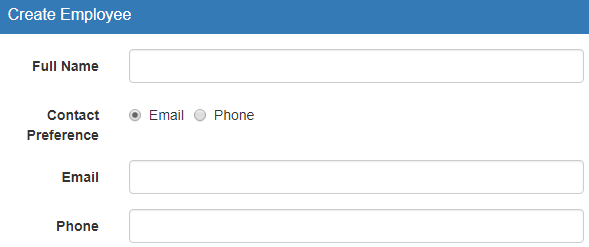 Create Employee
Full Name
Contact
Preference
Email Phone
Email
Phone